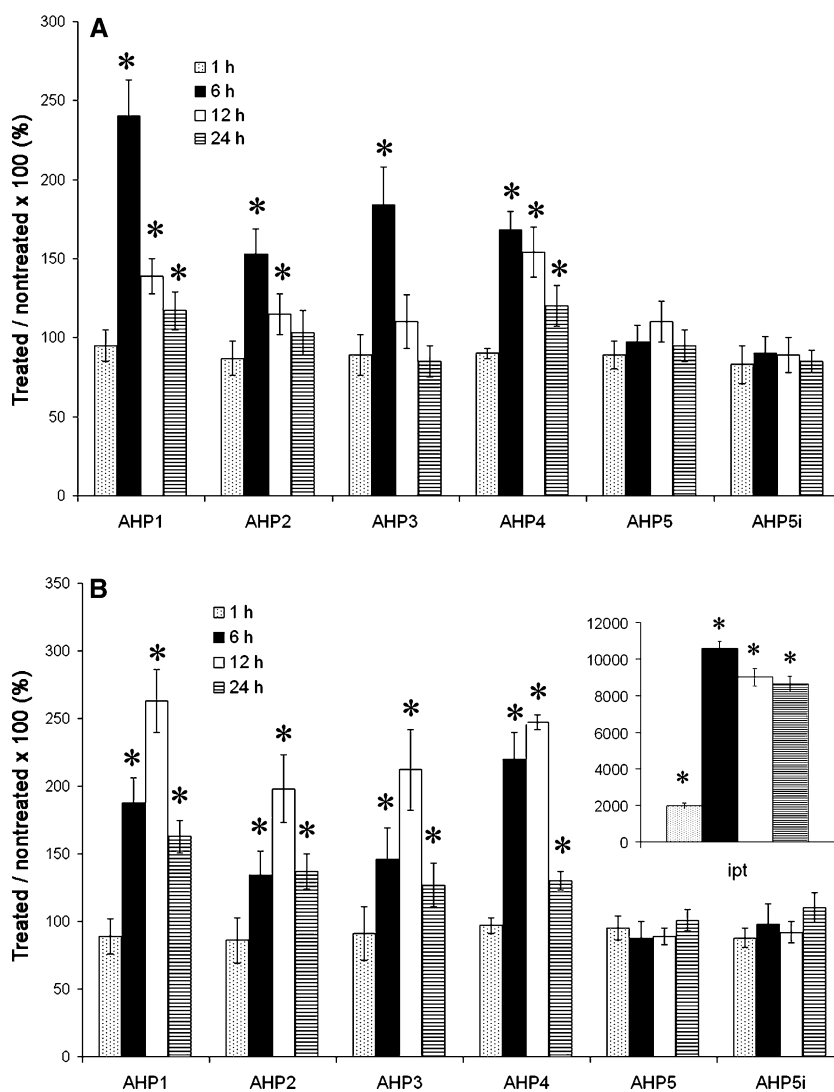 A
Treated / nontreated x 100 (%)
300
250
200
150
100
50
0
1 h
6 h
12 h
24 h
*
* *
* *
*
* * *
AHP1 AHP2 AHP3 AHP4 AHP5 AHP5i
B
Treated / nontreated x 100 (%)
350
300
250
200
150
100
50
0
1 h
6 h
12 h
24 h
* * *
* * *
* * *
* * *
12000
10000
8000
6000
4000
2000
0
* * * *
ipt
AHP1 AHP2 AHP3 AHP4 AHP5 AHP5i